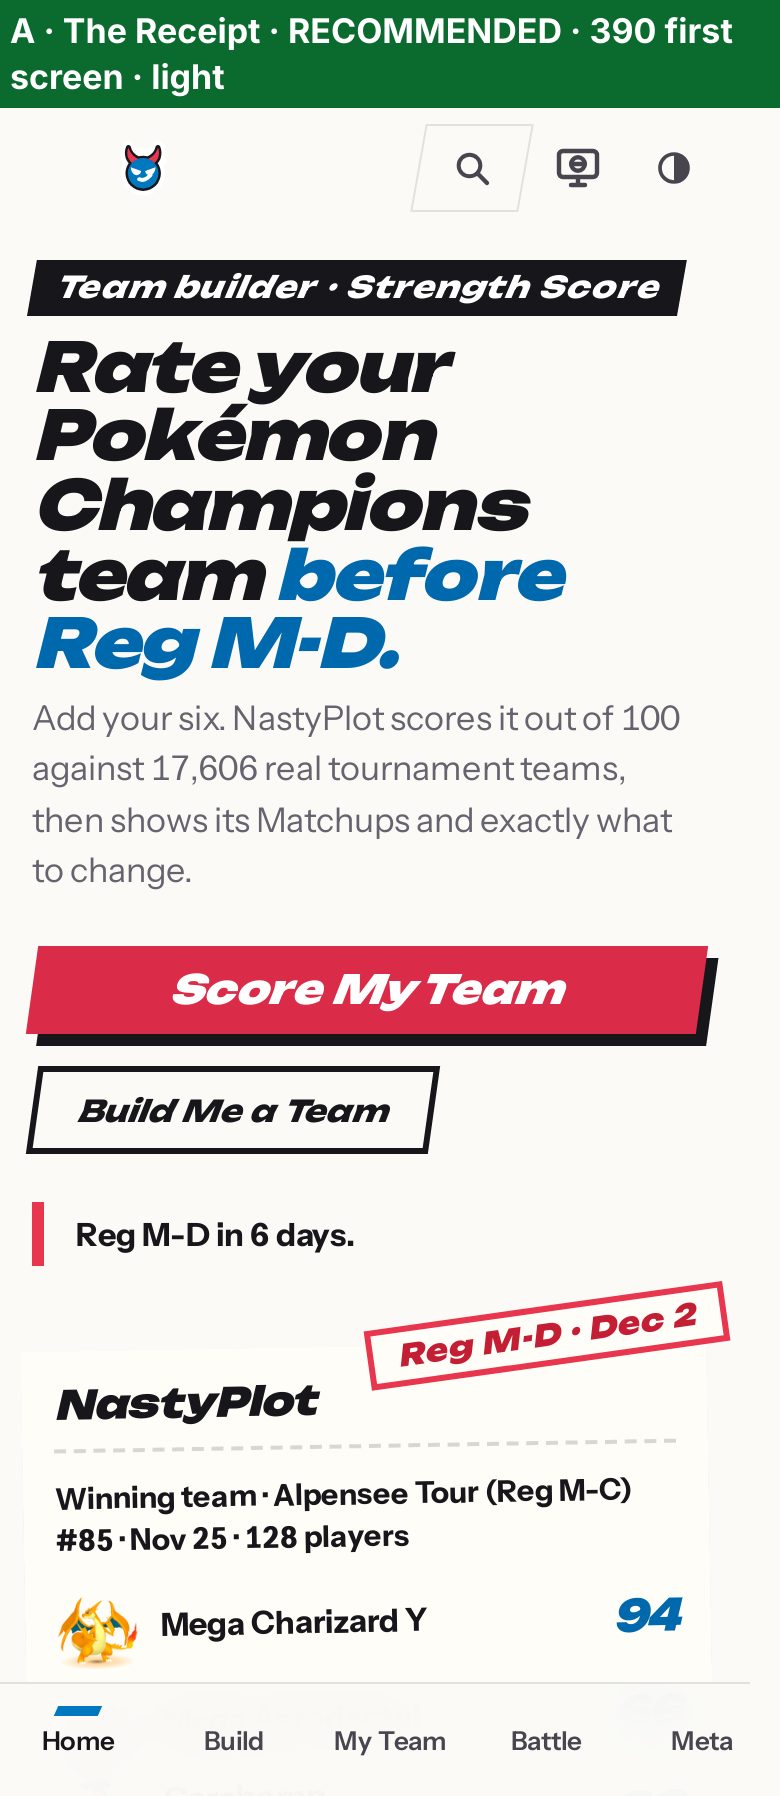 A · The Receipt · RECOMMENDED · 390 first
screen · light
Team builder · Strength Score
Rate your
Pokémon
Champions
team before
Reg M-D.
Add your six. NastyPlot scores it out of 100
against 17,606 real tournament teams,
then shows its Matchups and exactly what
to change.
Score My Team
Build Me a Team
Reg M-D in 6 days.
Reg M-D · Dec 2
NastyPlot
Winning team · Alpensee Tour (Reg M-C)
#85 · Nov 25 · 128 players
Mega Charizard Y 94
Home Build My Team Battle Meta